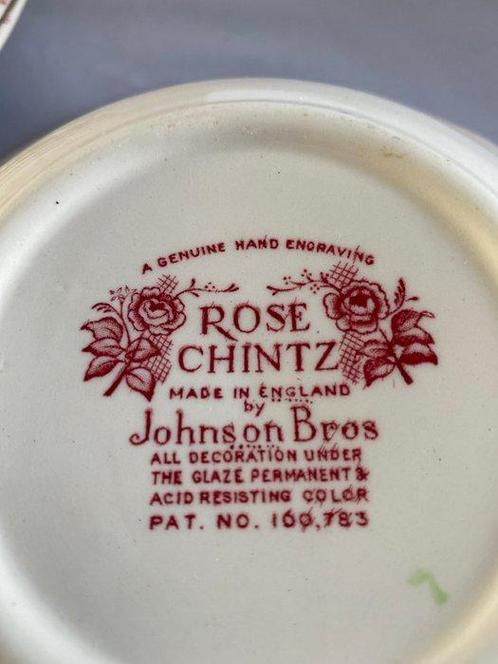 A GENUINE HAND ENGRAVING
ROSE
CHINTZ
MADE IN ENGLAND
by
Johnson Bros
ALL DECORATION UNDER
THE GLAZE PERMANENT &
ACID RESISTING COLOR
PAT. NO. 160,783
7